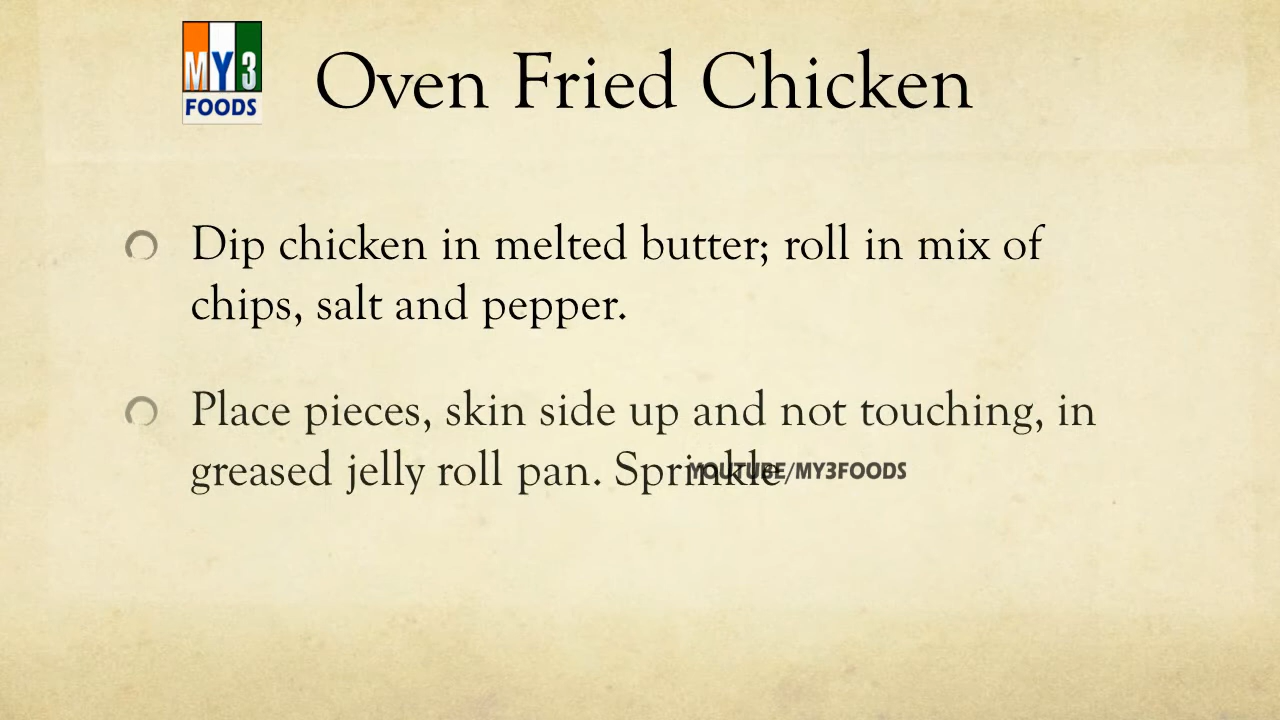 MY3
FOODS
Oven Fried Chicken
Dip chicken in melted butter; roll in mix of
chips, salt and pepper.
Place pieces, skin side up and not touching, in
greased jelly roll pan. Sprinkle
YOUTUBE/MY3FOODS